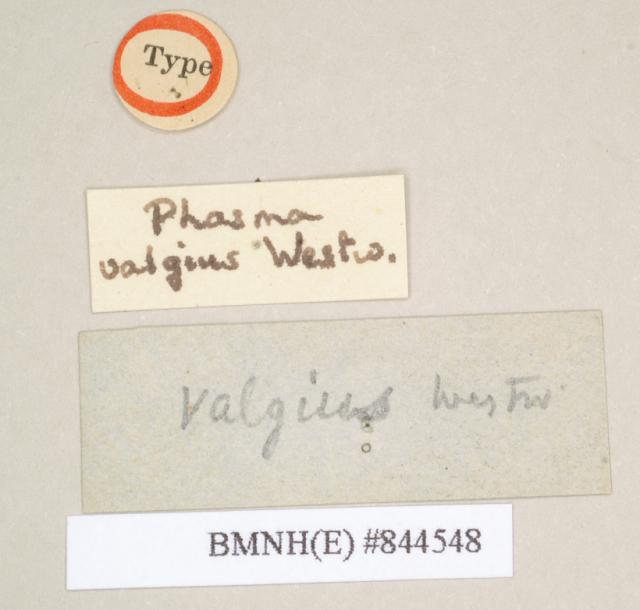 Type
Phasma
valgius Westw.
Valgius Westw
BMNH(E) #844548